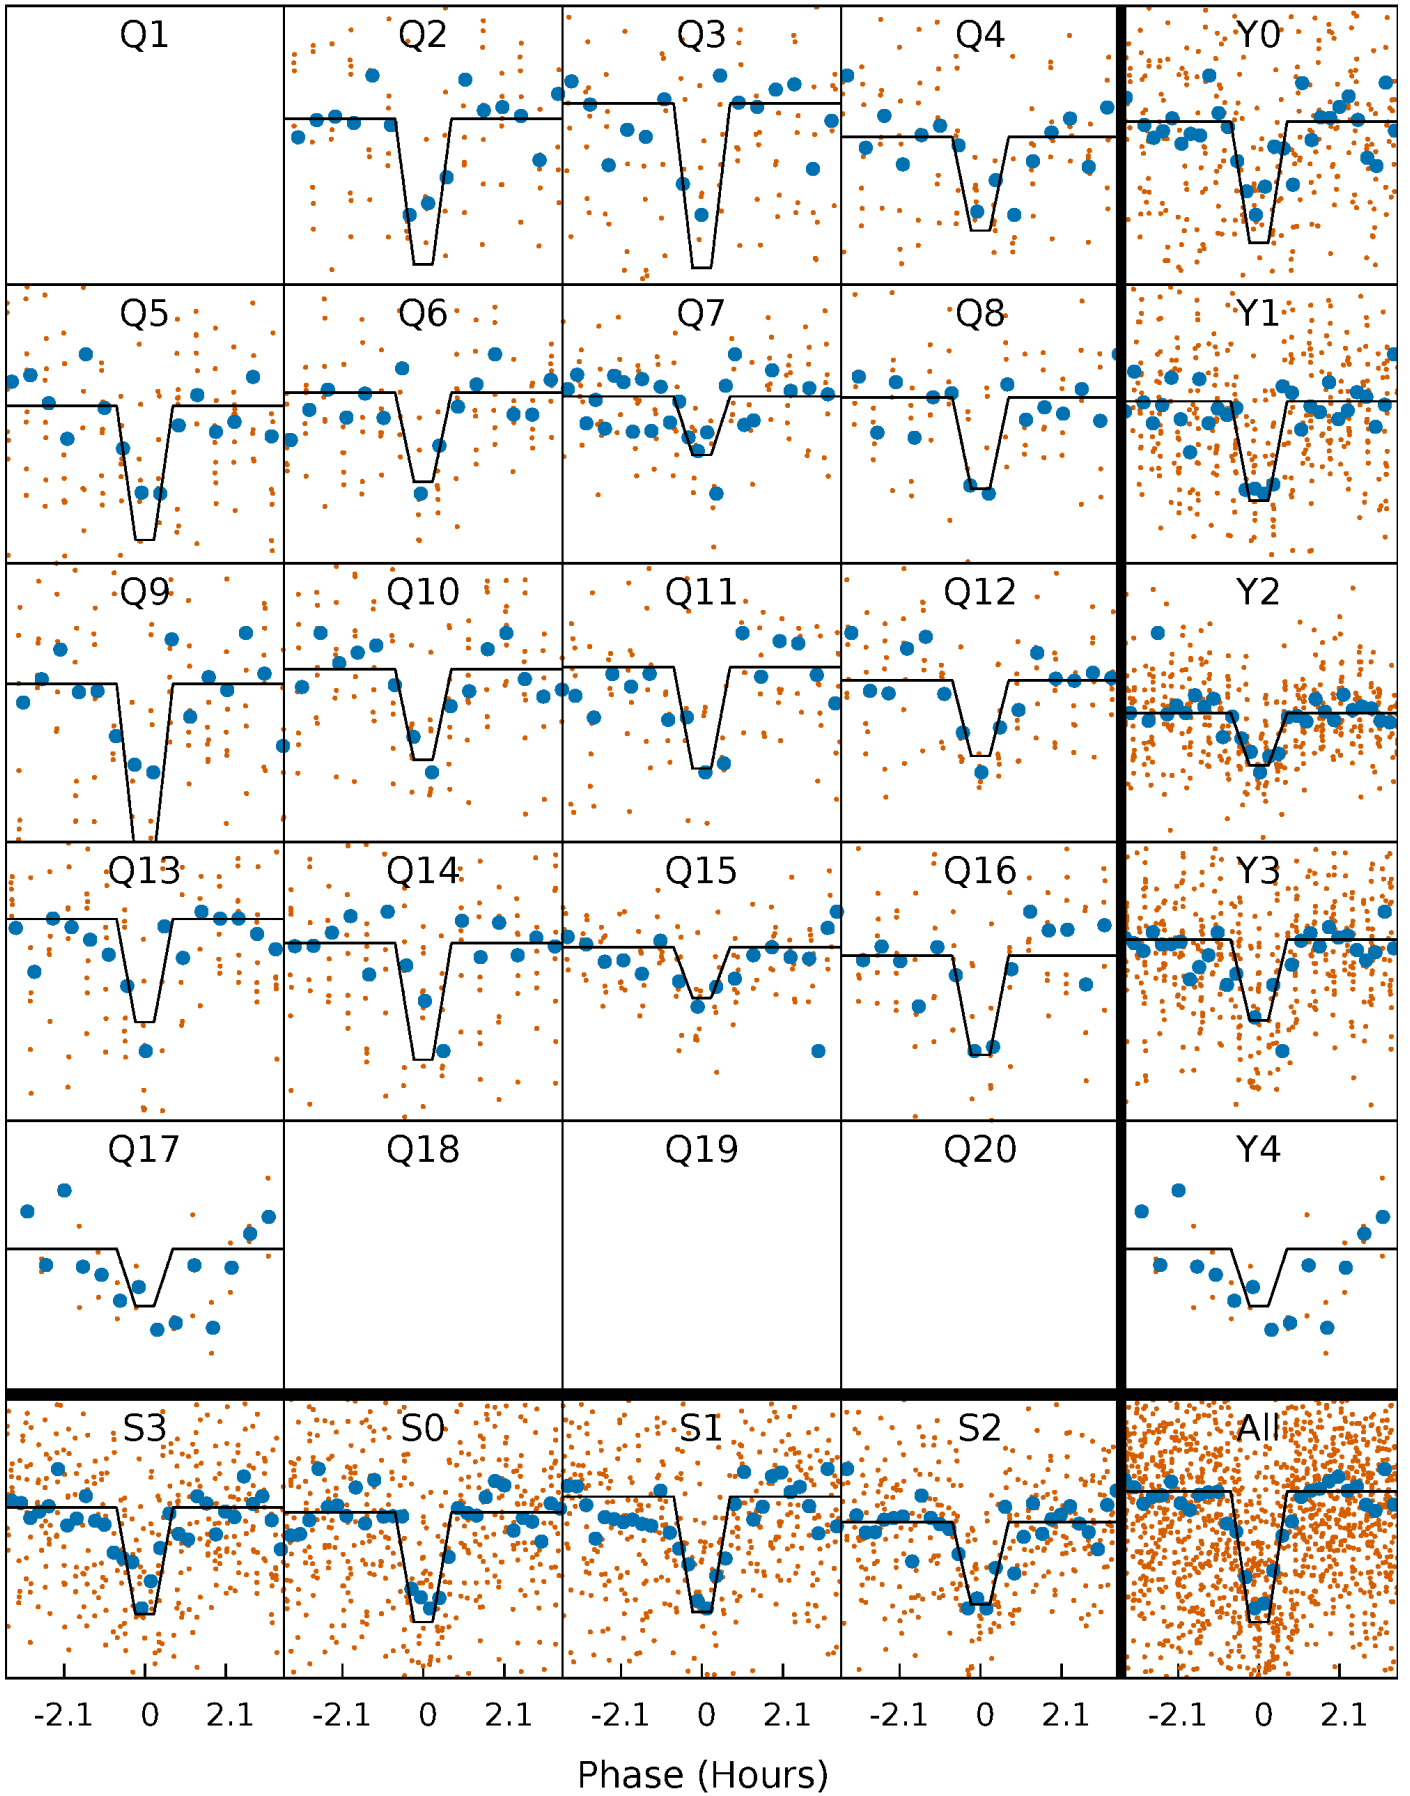 Q1 Q2 Q3 Q4 Y0
Q5 Q6 Q7 Q8 Y1
Q9 Q10 Q11 Q12 Y2
Q13 Q14 Q15 Q16 Y3
Q17 Q18 Q19 Q20 Y4
S3 S0 S1 S2 All
-2.1 0 2.1 -2.1 0 2.1 -2.1 0 2.1 -2.1 0 2.1 -2.1 0 2.1
Phase (Hours)